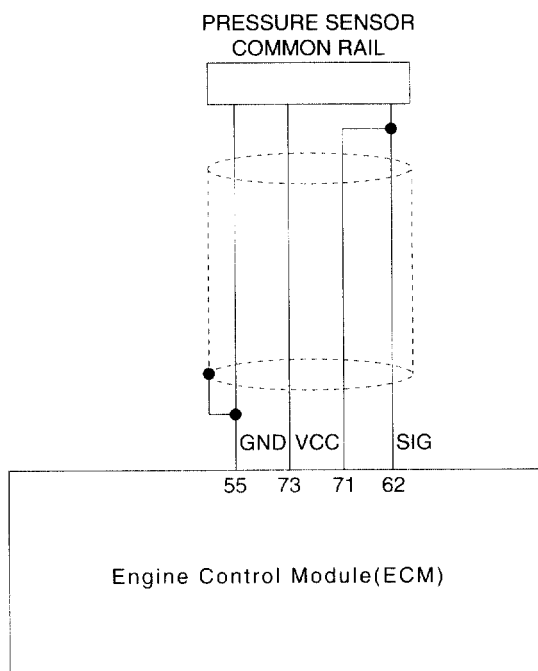 PRESSURE SENSOR
COMMON RAIL
GND VCC SIG
55 73 71 62
Engine Control Module(ECM)